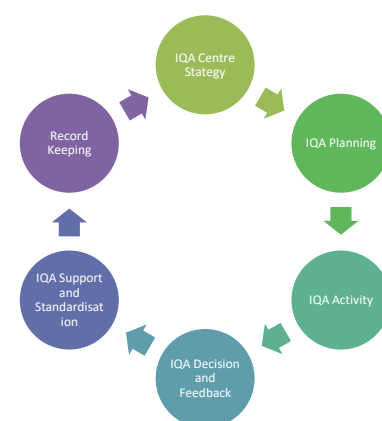 IQA Centre
Stategy
IQA Planning
IQA Activity
IQA Decision
and
Feedback
IQA Support
and
Standardisat
ion
Record
Keeping